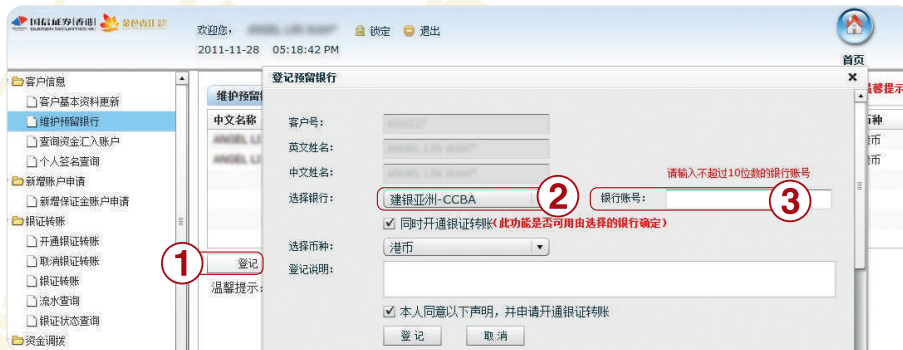 国信证券(香港)
GUOSEN SECURITIES(HK)
欢迎您,
锁定
退出
2011-11-28 05:18:42 PM
首页
客户信息
客户基本资料更新
维护预留银行
查询资金汇入账户
个人签名查询
新增账户申请
新增保证金账户申请
银证转账
开通银证转账
取消银证转账
银证转账
流水查询
银证状态查询
资金调拨
维护预留
中文名称
登记
温馨提示:
登记预留银行
客户号:
英文姓名:
中文姓名:
请输入不超过10位数的银行账号
选择银行:
建银亚洲-CCBA
银行账号:
同时开通银证转账(此功能是否可用由选择的银行确定)
选择币种:
港币
登记说明:
本人同意以下声明,并申请开通银证转账
登记
取消
温馨提示
币种
1
2
3